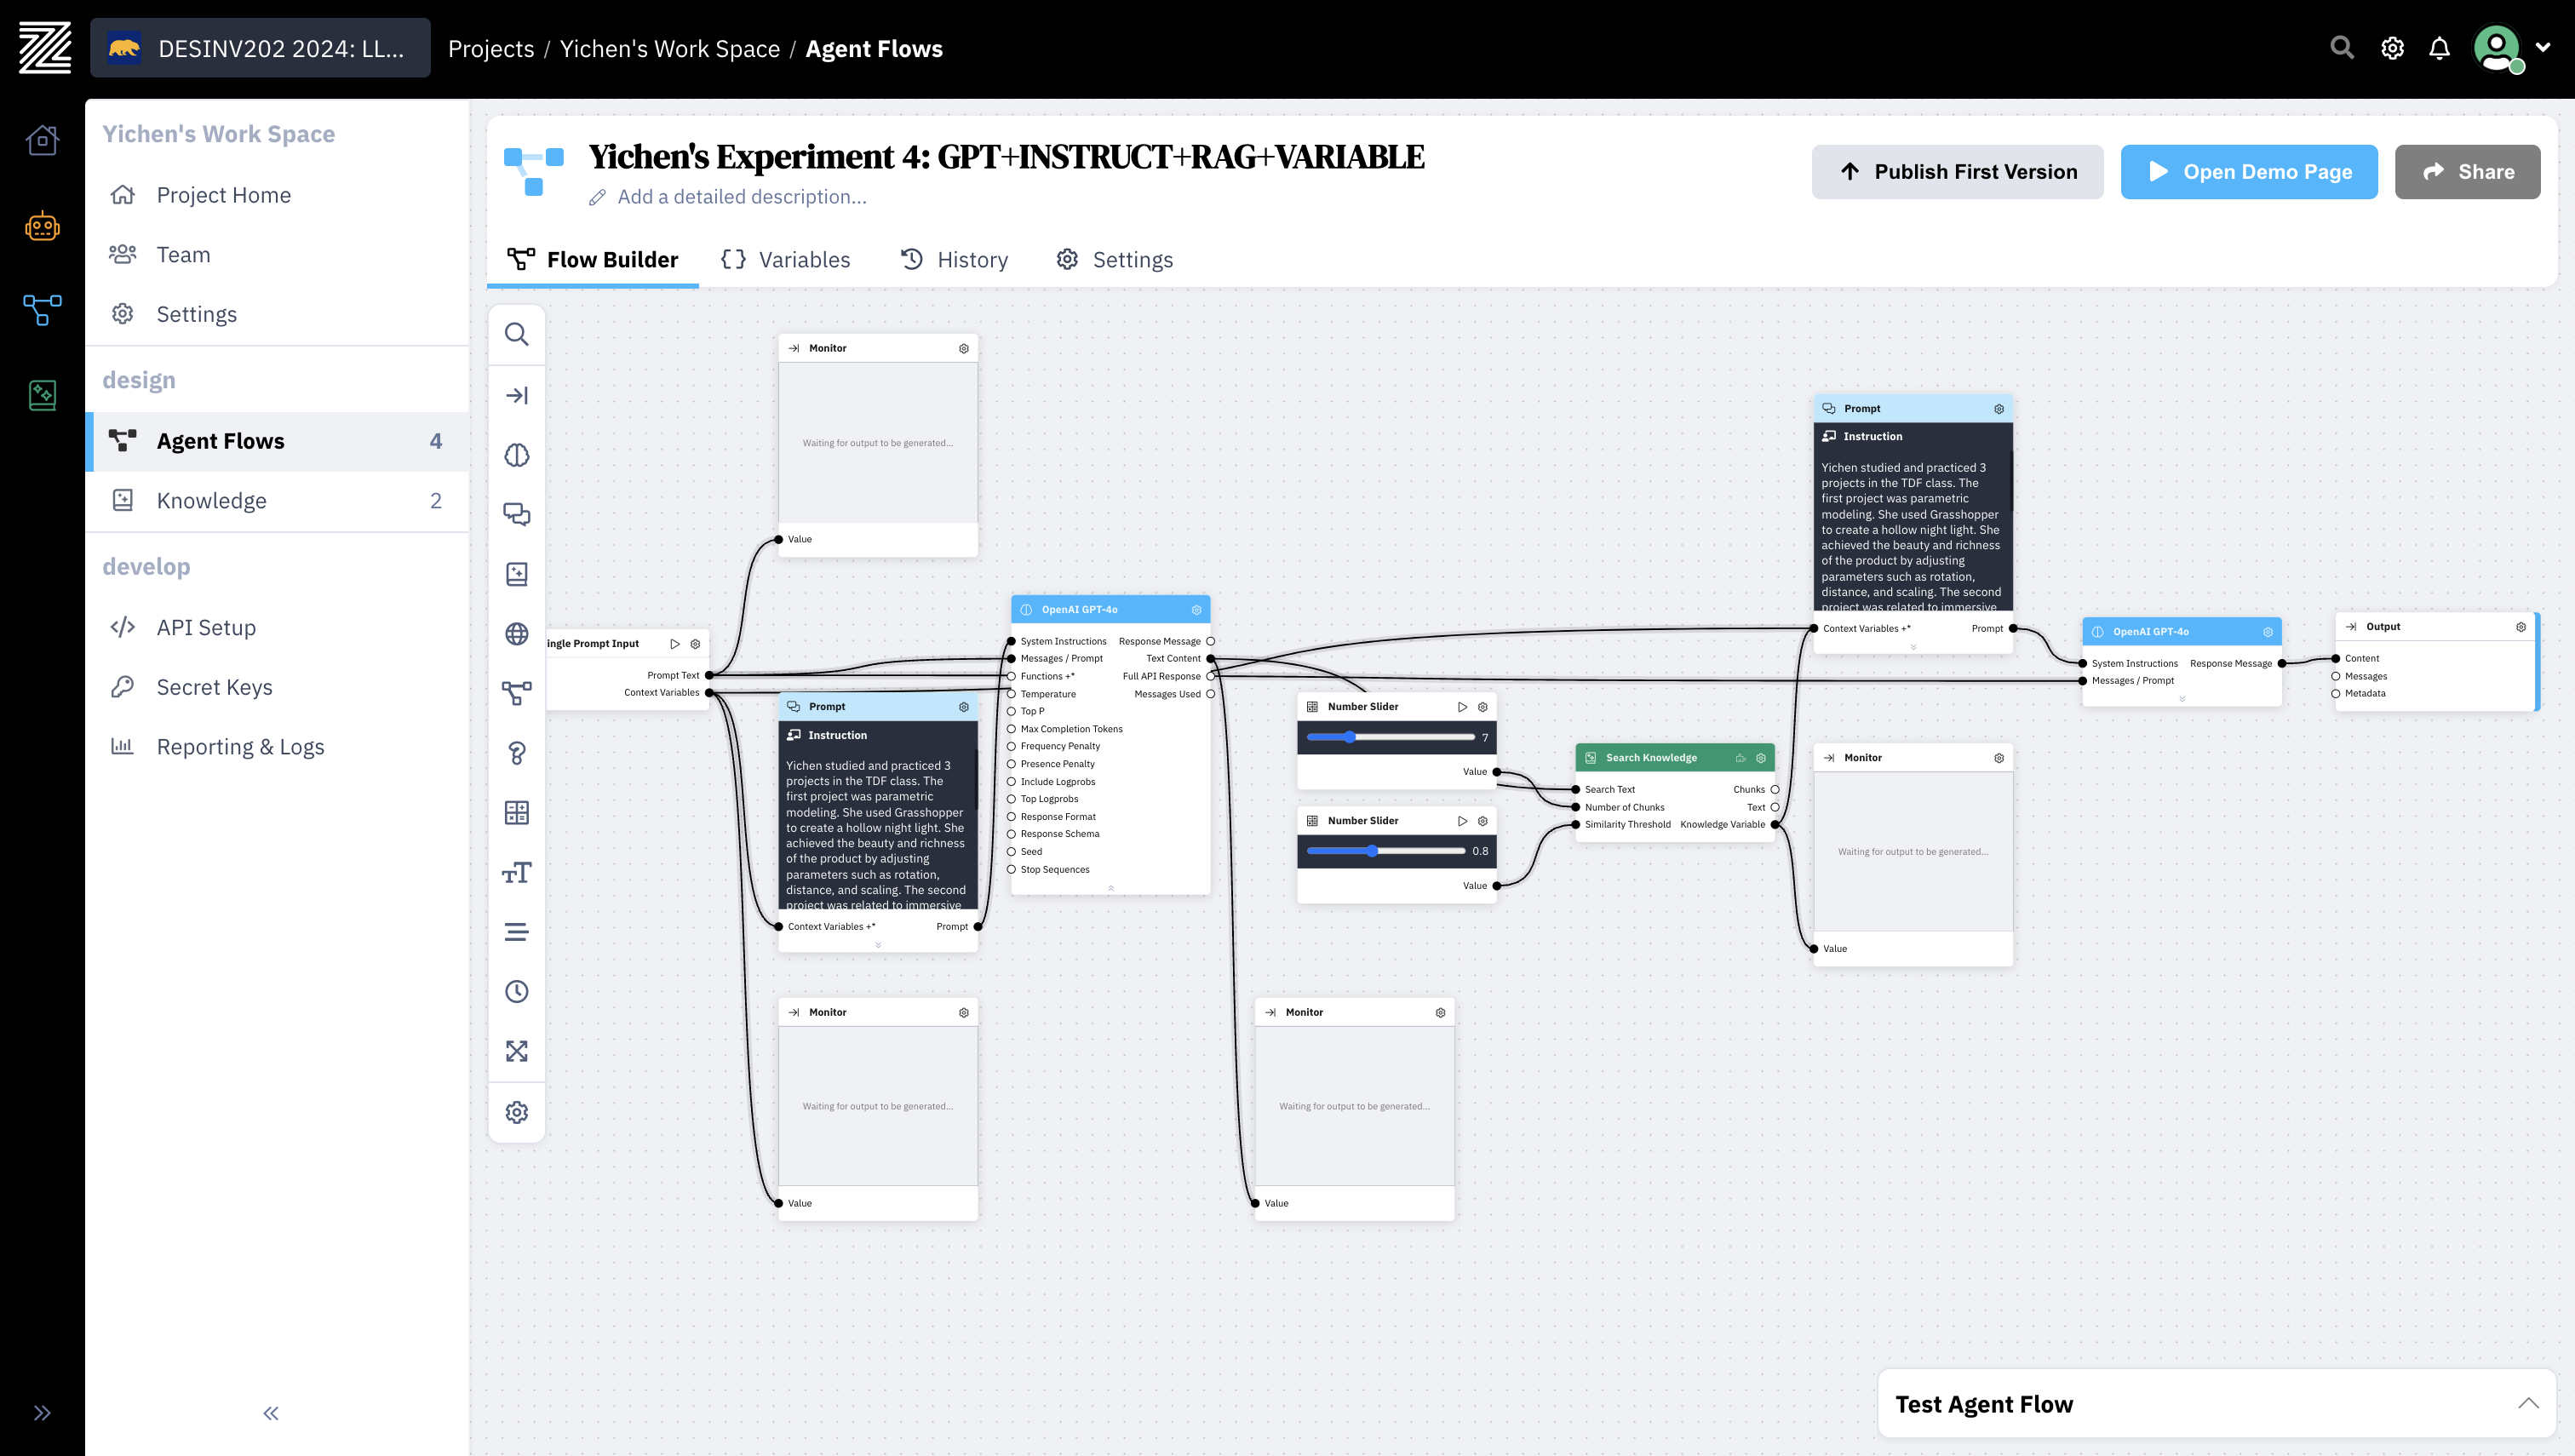 DESINV202 2024: LL...
Projects / Yichen's Work Space / Agent Flows
Yichen's Work Space
Project Home
Team
Settings
design
Agent Flows 4
Knowledge 2
develop
API Setup
Secret Keys
Reporting & Logs
Yichen's Experiment 4: GPT+INSTRUCT+RAG+VARIABLE
Add a detailed description...
Publish First Version
Open Demo Page
Share
Flow Builder
Variables
History
Settings
Monitor
Waiting for output to be generated...
Value
ingle Prompt Input
Prompt Text
Context Variables
Prompt
Instruction
Yichen studied and practiced 3
projects in the TDF class. The
first project was parametric
modeling. She used Grasshopper
to create a hollow night light. She
achieved the beauty and richness
of the product by adjusting
parameters such as rotation,
distance, and scaling. The second
project was related to immersive
Context Variables +* Prompt
Monitor
Waiting for output to be generated...
Value
OpenAI GPT-4o
System Instructions Response Message
Messages / Prompt Text Content
Functions +* Full API Response
Temperature Messages Used
Top P
Max Completion Tokens
Frequency Penalty
Presence Penalty
Include Logprobs
Top Logprobs
Response Format
Response Schema
Seed
Stop Sequences
Monitor
Waiting for output to be generated...
Value
Number Slider
7
Value
Number Slider
0.8
Value
Search Knowledge
Search Text Chunks
Number of Chunks Text
Similarity Threshold Knowledge Variable
Prompt
Instruction
Yichen studied and practiced 3
projects in the TDF class. The
first project was parametric
modeling. She used Grasshopper
to create a hollow night light. She
achieved the beauty and richness
of the product by adjusting
parameters such as rotation,
distance, and scaling. The second
project was related to immersive
Context Variables +* Prompt
Monitor
Waiting for output to be generated...
Value
OpenAI GPT-4o
System Instructions Response Message
Messages / Prompt
Output
Content
Messages
Metadata
Test Agent Flow